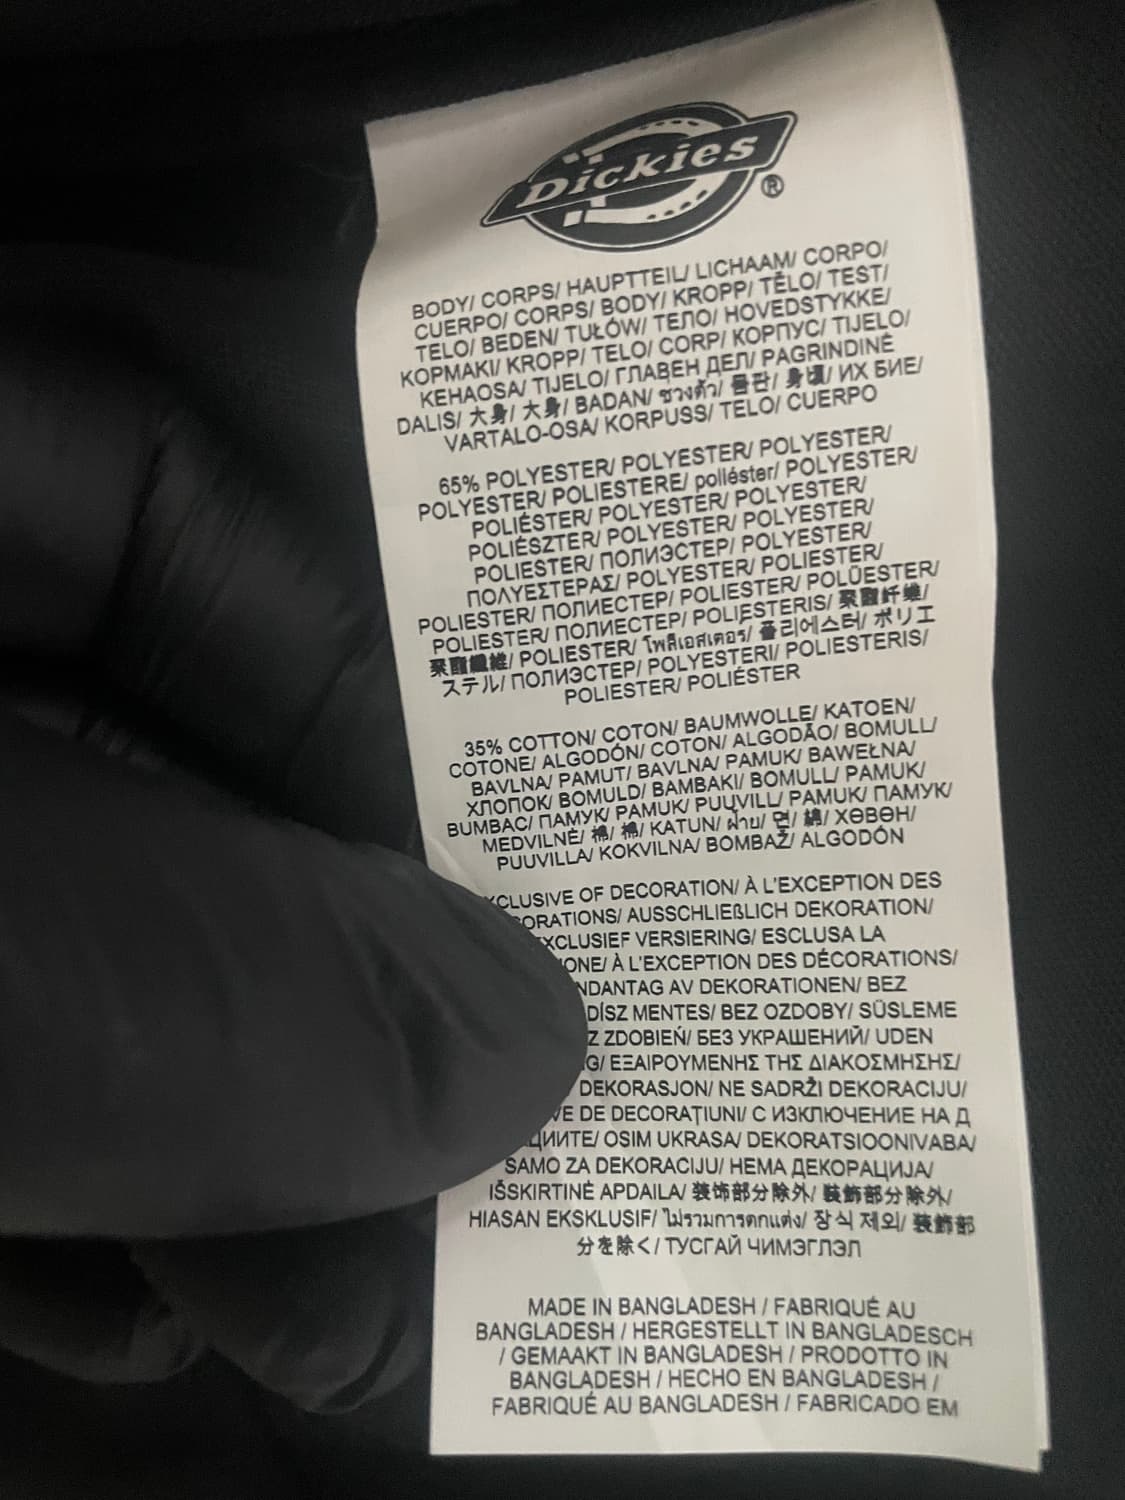 Dickies
®
BODY/ CORPS/ HAUPTTEIL/ LICHAAM/ CORPO/
CUERPO/ CORPS/ BODY/ KROPP/ TĚLO/ TEST/
TELO/ BEDEN/ TUŁÓW/ ТЕЛО/ HOVEDSTYKKE/
ΚΟΡΜΑΚΙ/ KROPP/ TELO/ CORP/ КОРПУС/ TIJELO/
KEHAOSA/ TIJELO/ ГЛАВЕН ДЕЛ/ PAGRINDINĖ
DALIS/ 大身/ 大身/ BADAN/ ช่วงตัว/ 몸판/ 身頃/ ИХ БИЕ/
VARTALO-OSA/ KORPUSS/ TELO/ CUERPO
65% POLYESTER/ POLYESTER/ POLYESTER/
POLYESTER/ POLIESTERE/ poliéster/ POLYESTER/
POLIÉSTER/ POLYESTER/ POLYESTER/
POLIÉSZTER/ POLYESTER/ POLYESTER/
POLIESTER/ ПОЛИЭСТЕР/ POLYESTER/
ΠΟΛΥΕΣΤΕΡΑΣ/ POLYESTER/ POLIESTER/
POLIESTER/ ПОЛИЕСТЕР/ POLIESTER/ POLÜESTER/
POLIESTER/ ПОЛИЕСТЕР/ POLIESTERIS/ 聚酯纤维/
聚酯纖維/ POLIESTER/ โพลีเอสเตอร์/ 폴리에스터/ ポリエ
ステル/ ПОЛИЭСТЕР/ POLYESTERI/ POLIESTERIS/
POLIESTER/ POLIÉSTER
35% COTTON/ COTON/ BAUMWOLLE/ KATOEN/
COTONE/ ALGODÓN/ COTON/ ALGODÃO/ BOMULL/
BAVLNA/ PAMUT/ BAVLNA/ PAMUK/ BAWEŁNA/
ХЛОПОК/ BOMULD/ ΒΑΜΒΑΚΙ/ BOMULL/ PAMUK/
BUMBAC/ ПАМУК/ PAMUK/ PUUVILL/ PAMUK/ ПАМУК/
MEDVILNĖ/ 棉/ 棉/ KATUN/ ฝ้าย/ 면/ 綿/ ХӨВӨН/
PUUVILLA/ KOKVILNA/ BOMBAŽ/ ALGODÓN
XCLUSIVE OF DECORATION/ À L'EXCEPTION DES
ORATIONS/ AUSSCHLIEßLICH DEKORATION/
XCLUSIEF VERSIERING/ ESCLUSA LA
ONE/ À L'EXCEPTION DES DÉCORATIONS/
NDANTAG AV DEKORATIONEN/ BEZ
DÍSZ MENTES/ BEZ OZDOBY/ SÜSLEME
Z ZDOBIEŃ/ БЕЗ УКРАШЕНИЙ/ UDEN
G/ ΕΞΑΙΡΟΥΜΕΝΗΣ ΤΗΣ ΔΙΑΚΟΣΜΗΣΗΣ/
DEKORASJON/ NE SADRŽI DEKORACIJU/
VE DE DECORAȚIUNI/ С ИЗКЛЮЧЕНИЕ НА Д
ЦИИТЕ/ OSIM UKRASA/ DEKORATSIOONIVABA/
SAMO ZA DEKORACIJU/ НЕМА ДЕКОРАЦИЈА/
IŠSKIRTINĖ APDAILA/ 装饰部分除外/ 裝飾部分除外/
HIASAN EKSKLUSIF/ ไม่รวมการตกแต่ง/ 장식 제외/ 装飾部
分を除く/ ТУСГАЙ ЧИМЭГЛЭЛ
MADE IN BANGLADESH / FABRIQUÉ AU
BANGLADESH / HERGESTELLT IN BANGLADESCH
/ GEMAAKT IN BANGLADESH / PRODOTTO IN
BANGLADESH / HECHO EN BANGLADESH /
FABRIQUÉ AU BANGLADESH / FABRICADO EM